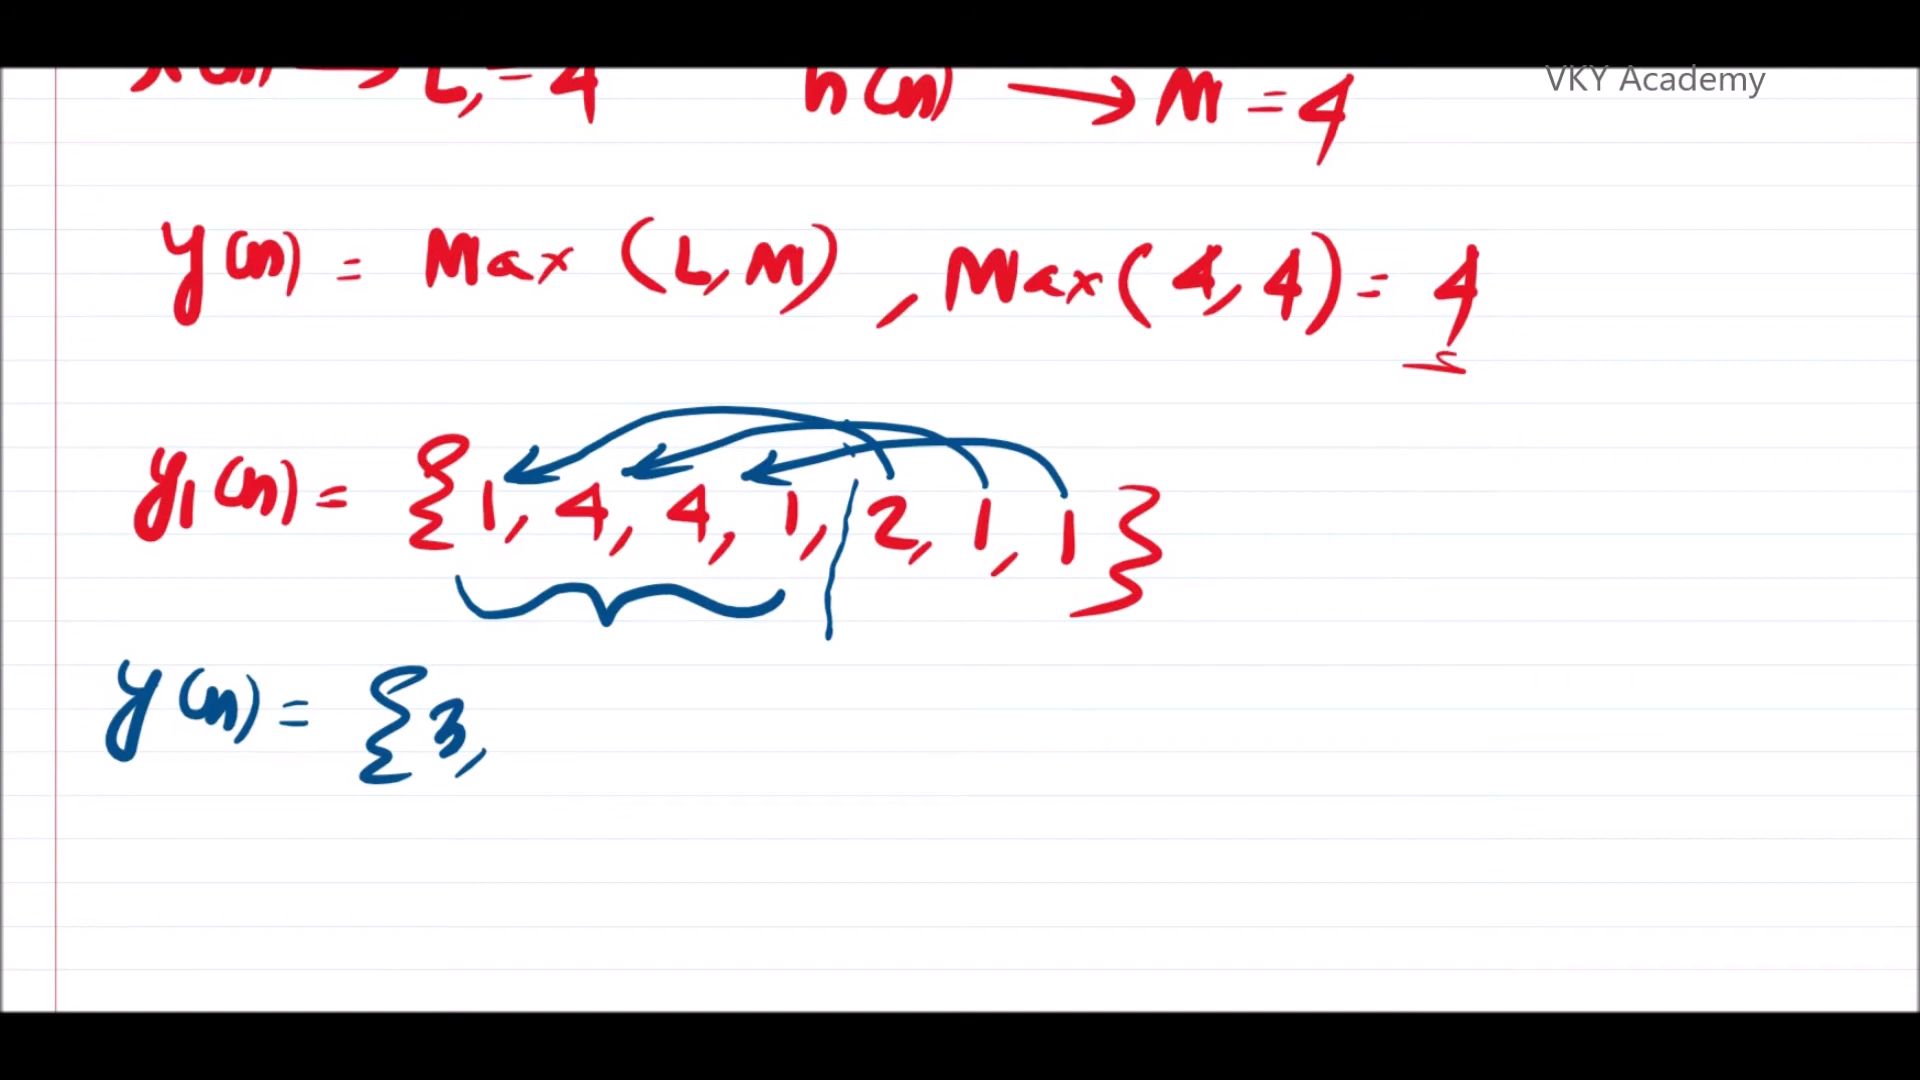 VKY Academy
x(n) → L, = 4 h(n) → M = 4
y(n) = Max (L, M) , Max(4, 4) = 4
y1(n) = {1, 4, 4, 1, 2, 1, 1}
y(n) = {3,